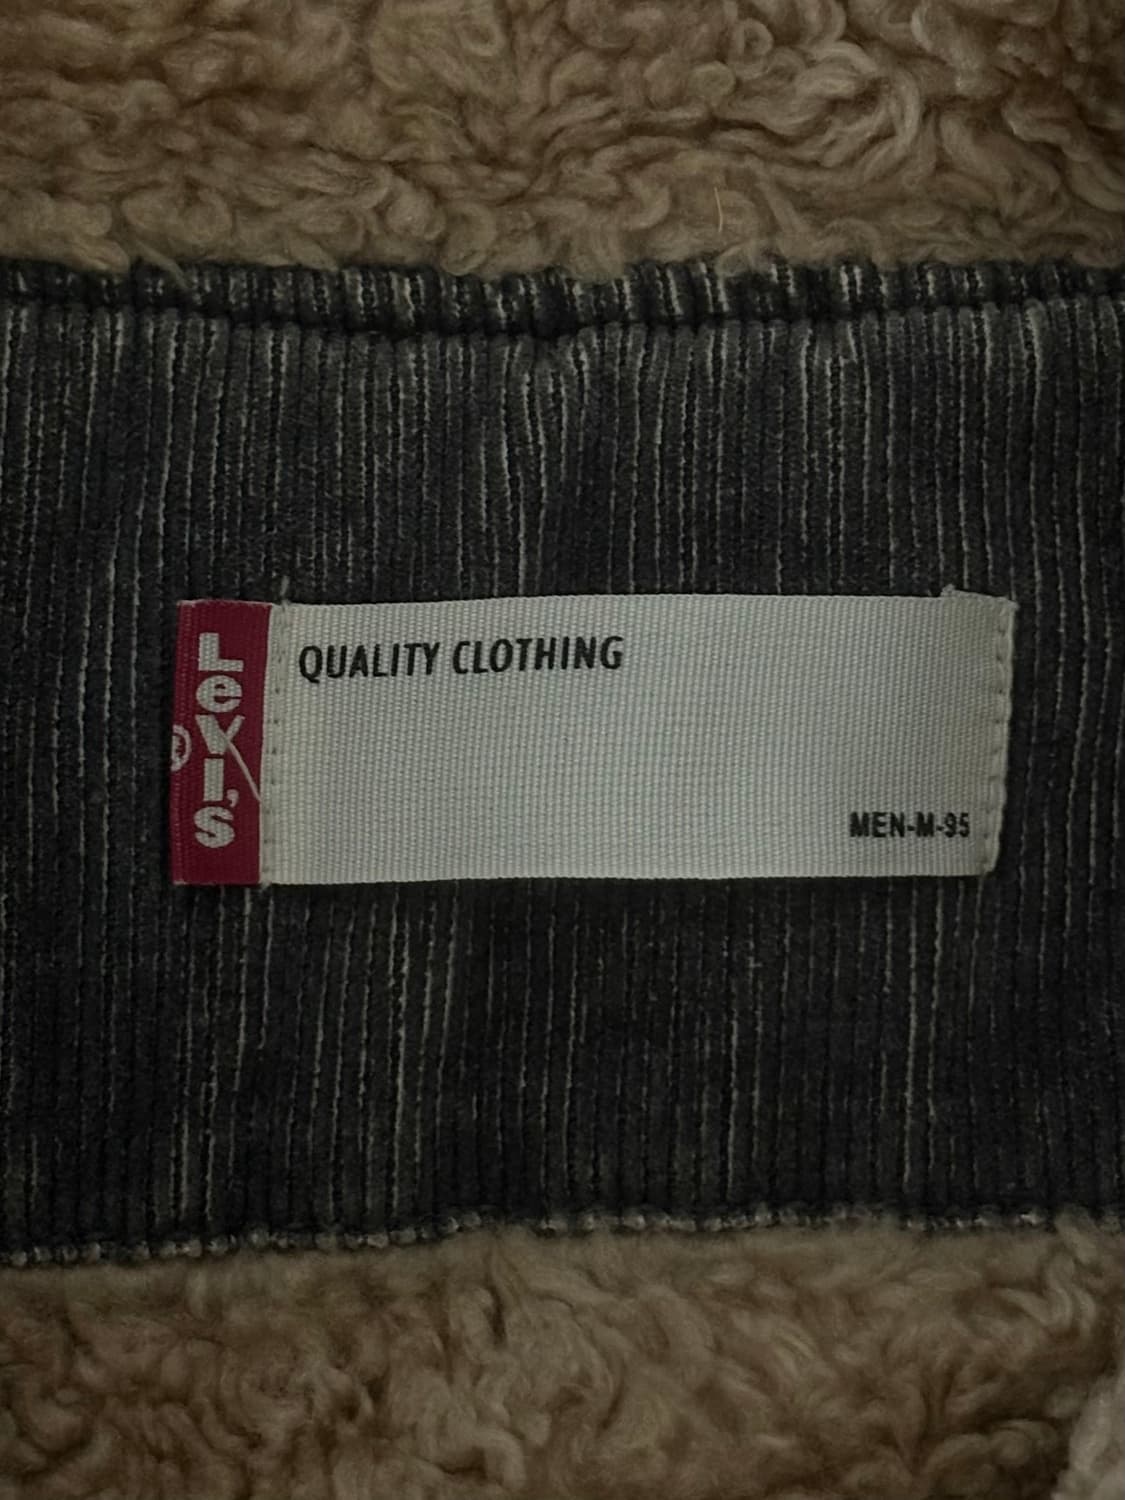 Levi's
®
QUALITY CLOTHING
MEN-M-95